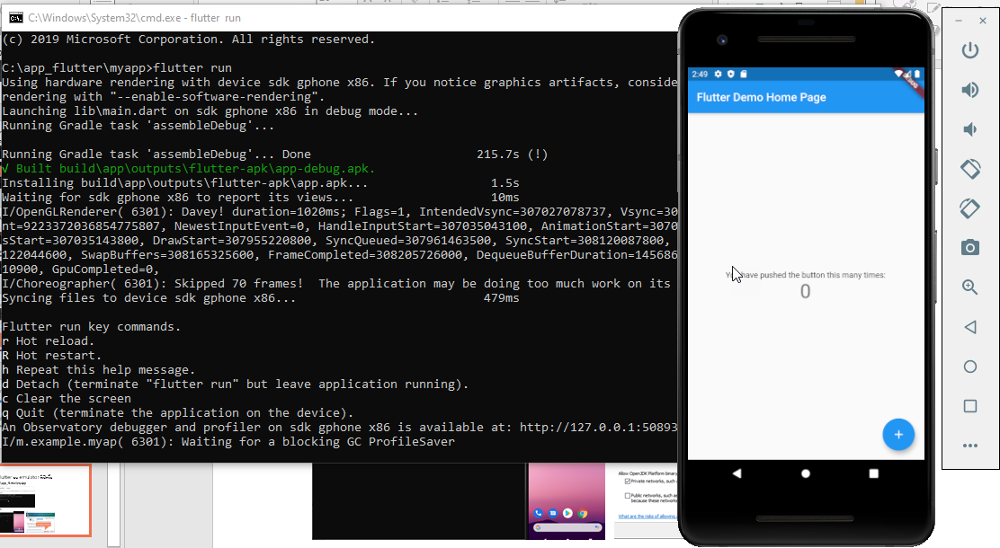 C:\Windows\System32\cmd.exe - flutter run
(c) 2019 Microsoft Corporation. All rights reserved.
C:\app_flutter\myapp>flutter run
Using hardware rendering with device sdk gphone x86. If you notice graphics artifacts, conside
rendering with "--enable-software-rendering".
Launching lib\main.dart on sdk gphone x86 in debug mode...
Running Gradle task 'assembleDebug'...
Running Gradle task 'assembleDebug'... Done 215.7s (!)
√ Built build\app\outputs\flutter-apk\app-debug.apk.
Installing build\app\outputs\flutter-apk\app.apk... 1.5s
Waiting for sdk gphone x86 to report its views... 10ms
I/OpenGLRenderer( 6301): Davey! duration=1020ms; Flags=1, IntendedVsync=307027078737, Vsync=30
nt=9223372036854775807, NewestInputEvent=0, HandleInputStart=307035043100, AnimationStart=3070
sStart=307035143800, DrawStart=307955220800, SyncQueued=307961463500, SyncStart=308120087800,
122044600, SwapBuffers=308165325600, FrameCompleted=308205726000, DequeueBufferDuration=145686
10900, GpuCompleted=0,
I/Choreographer( 6301): Skipped 70 frames!  The application may be doing too much work on its
Syncing files to device sdk gphone x86... 479ms
Flutter run key commands.
r Hot reload.
R Hot restart.
h Repeat this help message.
d Detach (terminate "flutter run" but leave application running).
c Clear the screen
q Quit (terminate the application on the device).
An Observatory debugger and profiler on sdk gphone x86 is available at: http://127.0.0.1:50893
I/m.example.myap( 6301): Waiting for a blocking GC ProfileSaver
2:49
Flutter Demo Home Page
have pushed the button this many times:
0
+
Allow OpenJDK Platform binary
Private networks, such
Public networks, such
because these networks
What are the risks of allowing